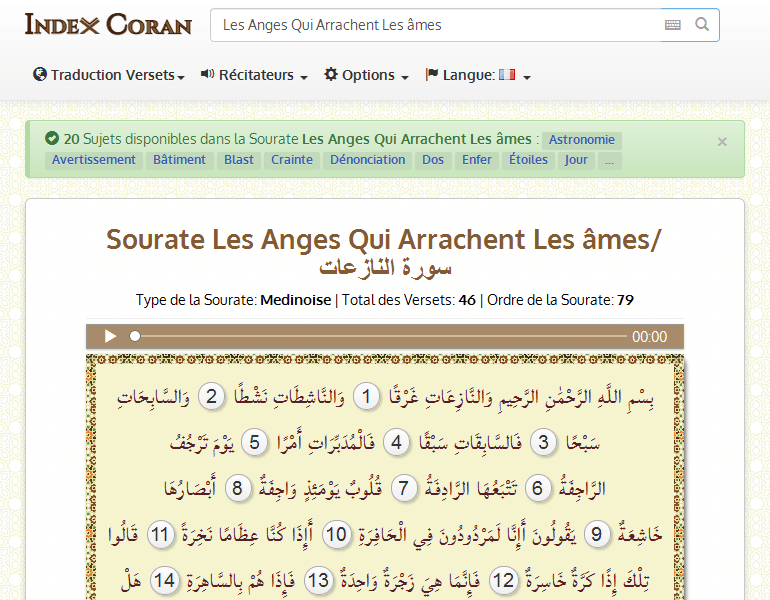 Index Coran
Les Anges Qui Arrachent Les âmes
Traduction Versets Récitateurs Options Langue:
20 Sujets disponibles dans la Sourate Les Anges Qui Arrachent Les âmes : Astronomie
Avertissement Bâtiment Blast Crainte Dénonciation Dos Enfer Étoiles Jour ...
×
Sourate Les Anges Qui Arrachent Les âmes/
سورة النازعات
Type de la Sourate: Medinoise | Total des Versets: 46 | Ordre de la Sourate: 79
00:00
بِسْمِ اللَّهِ الرَّحْمَٰنِ الرَّحِيمِ وَالنَّازِعَاتِ غَرْقًا 1 وَالنَّاشِطَاتِ نَشْطًا 2 وَالسَّابِحَاتِ
سَبْحًا 3 فَالسَّابِقَاتِ سَبْقًا 4 فَالْمُدَبِّرَاتِ أَمْرًا 5 يَوْمَ تَرْجُفُ
الرَّاجِفَةُ 6 تَتْبَعُهَا الرَّادِفَةُ 7 قُلُوبٌ يَوْمَئِذٍ وَاجِفَةٌ 8 أَبْصَارُهَا
خَاشِعَةٌ 9 يَقُولُونَ أَإِنَّا لَمَرْدُودُونَ فِي الْحَافِرَةِ 10 أَإِذَا كُنَّا عِظَامًا نَخِرَةً 11 قَالُوا
تِلْكَ إِذًا كَرَّةٌ خَاسِرَةٌ 12 فَإِنَّمَا هِيَ زَجْرَةٌ وَاحِدَةٌ 13 فَإِذَا هُمْ بِالسَّاهِرَةِ 14 هَلْ